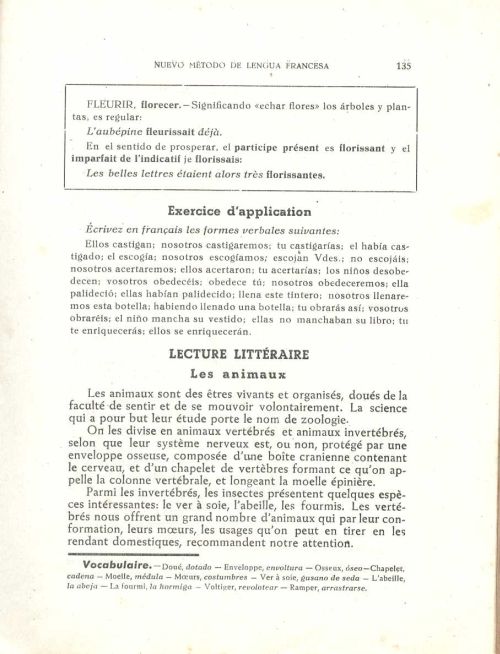 NUEVO MÉTODO DE LENGUA FRANCESA 135
FLEURIR, florecer.—Significando «echar flores» los árboles y plan-
tas, es regular:
L'aubépine fleurissait déjà.
En el sentido de prosperar, el participe présent es florissant y el
imparfait de l'indicatif je florissais:
Les belles lettres étaient alors très florissantes.
Exercice d'application
Écrivez en français les formes verbales suivantes:
Ellos castigan; nosotros castigaremos; tu castigarías; el había cas-
tigado; el escogía; nosotros escogíamos; escojan Vdes.; no escojáis;
nosotros acertaremos; ellos acertaron; tu acertarías; los niños desobe-
decen; vosotros obedecéis; obedece tú; nosotros obedeceremos; ella
palideció; ellas habían palidecido; llena este tintero; nosotros llenare-
mos esta botella; habiendo llenado una botella; tu obrarás así; vosotros
obraréis; el niño mancha su vestido; ellas no manchaban su libro; tu
te enriquecerás; ellos se enriquecerán.
LECTURE LITTÉRAIRE
Les animaux
Les animaux sont des êtres vivants et organisés, doués de la
faculté de sentir et de se mouvoir volontairement. La science
qui a pour but leur étude porte le nom de zoologie.
On les divise en animaux vertébrés et animaux invertébrés,
selon que leur système nerveux est, ou non, protégé par une
enveloppe osseuse, composée d'une boîte cranienne contenant
le cerveau, et d'un chapelet de vertèbres formant ce qu'on ap-
pelle la colonne vertébrale, et longeant la moelle épinière.
Parmi les invertébrés, les insectes présentent quelques espè-
ces intéressantes: le ver à soie, l'abeille, les fourmis. Les verté-
brés nous offrent un grand nombre d'animaux qui par leur con-
formation, leurs mœurs, les usages qu'on peut en tirer en les
rendant domestiques, recommandent notre attention.
Vocabulaire.—Doué, dotado — Enveloppe, envoltura — Osseux, óseo—Chapelet,
cadena — Moelle, médula — Mœurs, costumbres — Ver à soie, gusano de seda — L'abeille,
la abeja — La fourmi, la hormiga — Voltiger, revolotear — Ramper, arrastrarse.